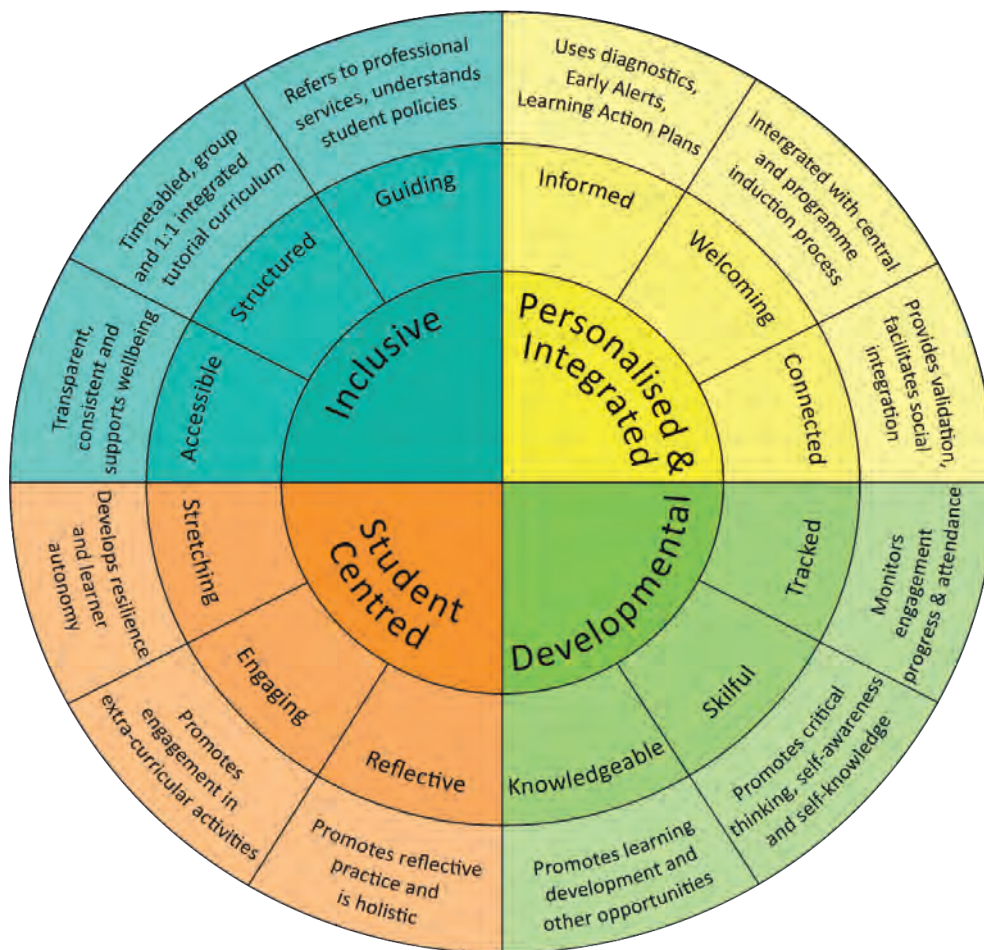 Personalised &
Integrated
Informed
Uses diagnostics,
Early Alerts,
Learning Action Plans
Welcoming
Intergrated with central
and programme
induction process
Connected
Provides validation,
facilitates social
integration
Developmental
Tracked
Monitors
engagement
progress & attendance
Skilful
Promotes critical
thinking, self-awareness
and self-knowledge
Knowledgeable
Promotes learning
development and
other opportunities
Student
Centred
Reflective
Promotes reflective
practice and
is holistic
Engaging
Promotes
engagement in
extra-curricular activities
Stretching
Develops resilience
and learner
autonomy
Inclusive
Accessible
Transparent,
consistent and
supports wellbeing
Structured
Timetabled, group
and 1:1 integrated
tutorial curriculum
Guiding
Refers to professional
services, understands
student policies